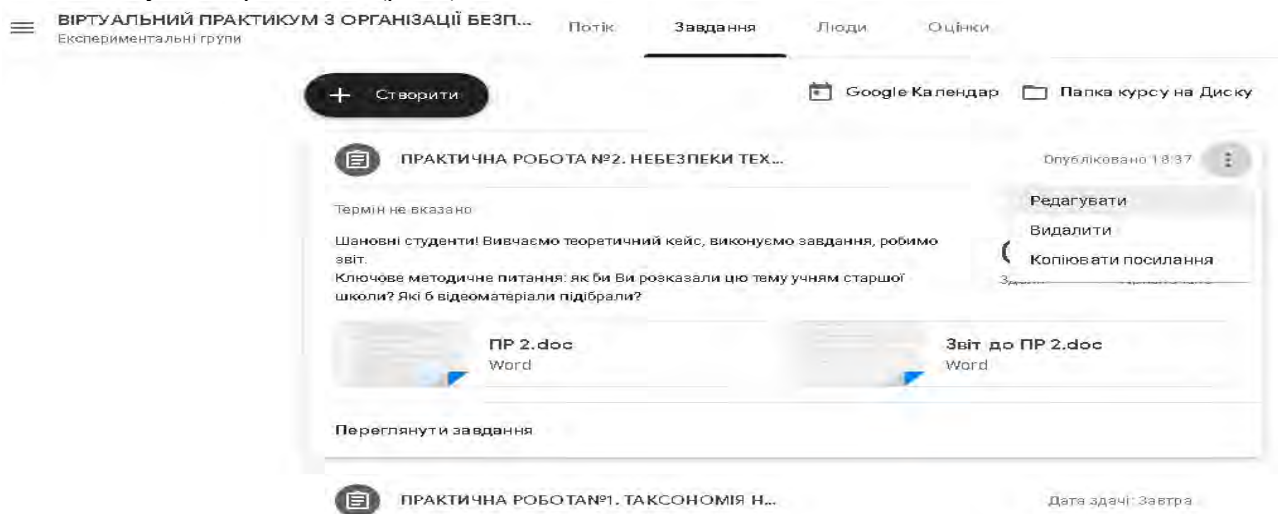 ВІРТУАЛЬНИЙ ПРАКТИКУМ З ОРГАНІЗАЦІЇ БЕЗП...
Експериментальні групи
Потік Завдання Люди Оцінки
+ Створити
Google Календар Папка курсу на Диску
ПРАКТИЧНА РОБОТА №2. НЕБЕЗПЕКИ ТЕХ...
Опубліковано 18:37
Редагувати
Видалити
Копіювати посилання
Термін не вказано
Шановні студенти! Вивчаємо теоретичний кейс, виконуємо завдання, робимо
звіт.
Ключове методичне питання: як би Ви розказали цю тему учням старшої
школи? Які б відеоматеріали підібрали?
ПР 2.doc
Word
Звіт до ПР 2.doc
Word
Переглянути завдання
ПРАКТИЧНА РОБОТА№1. ТАКСОНОМІЯ Н...
Дата здачі: Завтра